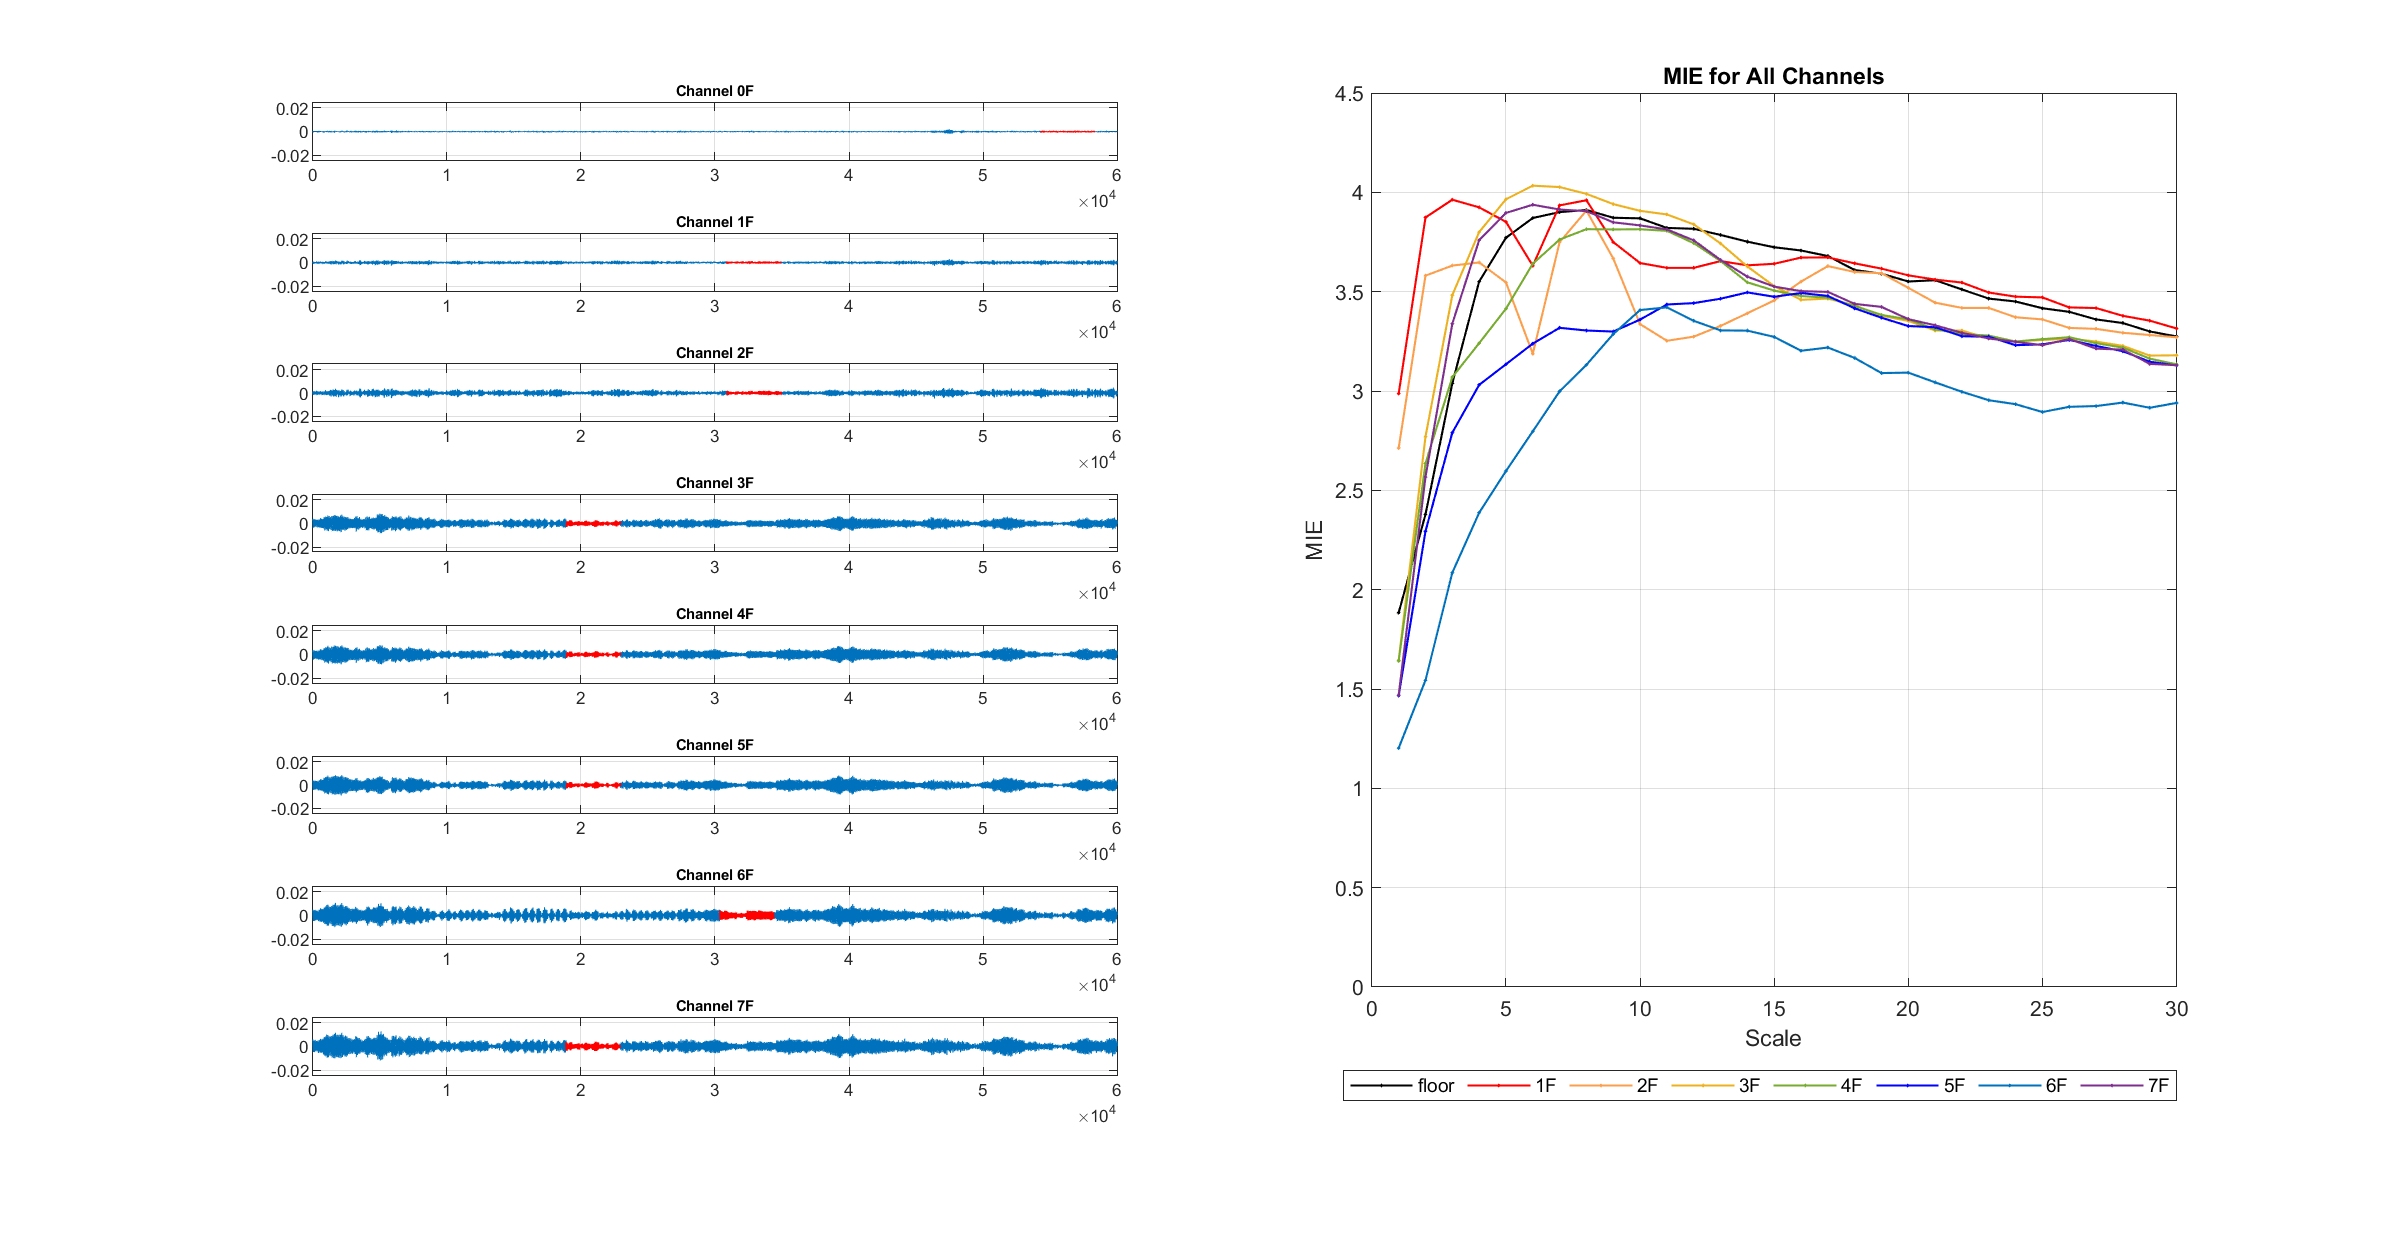 Channel 0F
0.02
0
-0.02
0 1 2 3 4 5 6
×10^4
Channel 1F
0.02
0
-0.02
0 1 2 3 4 5 6
×10^4
Channel 2F
0.02
0
-0.02
0 1 2 3 4 5 6
×10^4
Channel 3F
0.02
0
-0.02
0 1 2 3 4 5 6
×10^4
Channel 4F
0.02
0
-0.02
0 1 2 3 4 5 6
×10^4
Channel 5F
0.02
0
-0.02
0 1 2 3 4 5 6
×10^4
Channel 6F
0.02
0
-0.02
0 1 2 3 4 5 6
×10^4
Channel 7F
0.02
0
-0.02
0 1 2 3 4 5 6
×10^4
MIE for All Channels
4.5
4
3.5
3
2.5
2
1.5
1
0.5
0
MIE
0 5 10 15 20 25 30
Scale
floor 1F 2F 3F 4F 5F 6F 7F